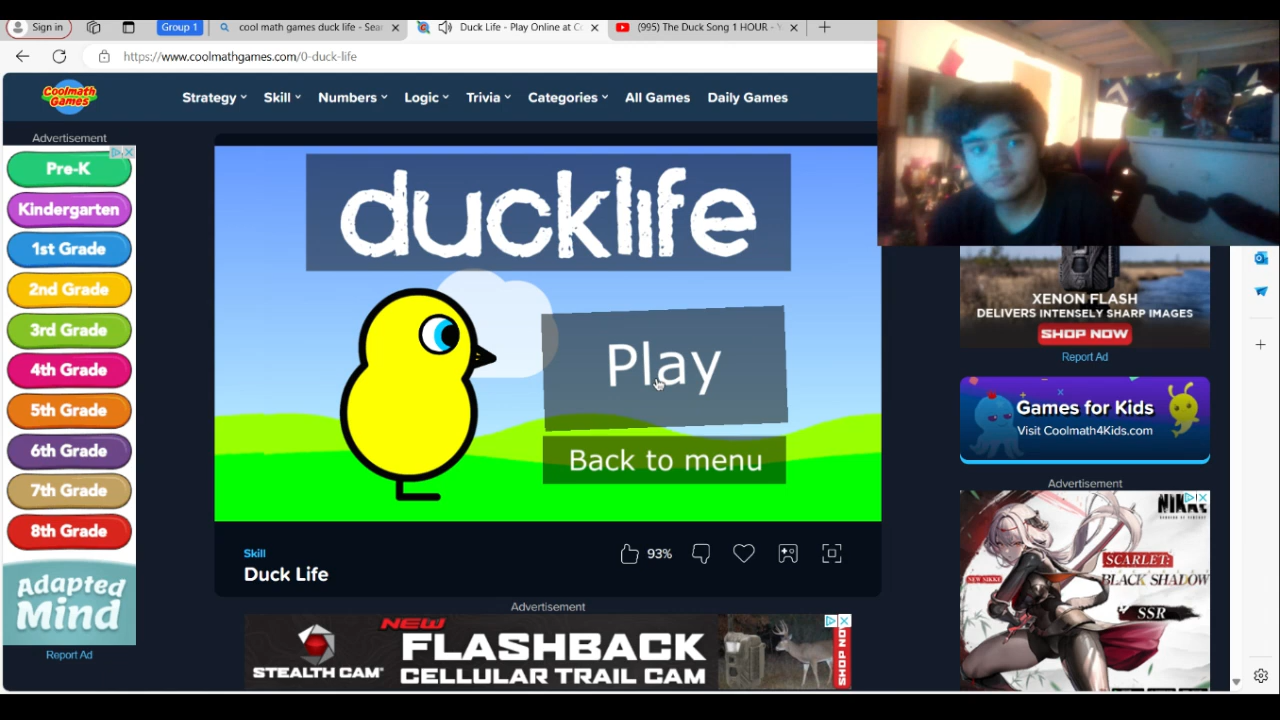 Sign in
Group 1
cool math games duck life - Sea
Duck Life - Play Online at C
(995) The Duck Song 1 HOUR -
https://www.coolmathgames.com/0-duck-life
Coolmath
Games
Strategy
Skill
Numbers
Logic
Trivia
Categories
All Games
Daily Games
Advertisement
Pre-K
Kindergarten
1st Grade
2nd Grade
3rd Grade
4th Grade
5th Grade
6th Grade
7th Grade
8th Grade
Adapted
Mind
Report Ad
ducklife
Play
Back to menu
Skill
Duck Life
93%
Advertisement
STEALTH CAM
NEW
FLASHBACK
CELLULAR TRAIL CAM
SHOP NO
XENON FLASH
DELIVERS INTENSELY SHARP IMAGES
SHOP NOW
Report Ad
Games for Kids
Visit Coolmath4Kids.com
Advertisement
NIKKE
NEW NIKKE
SCARLET:
BLACK SHADOW
SSR